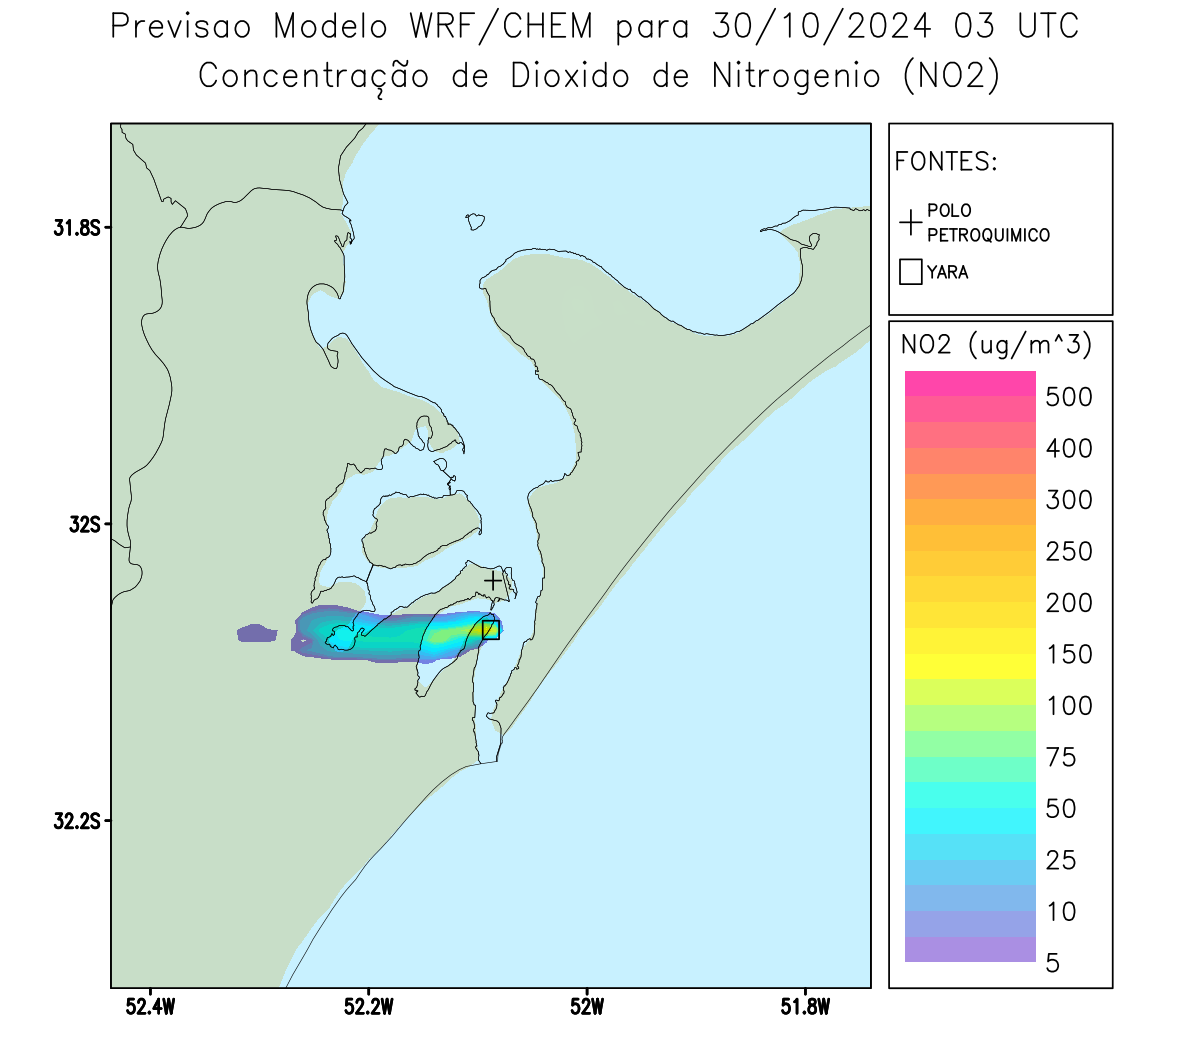 Previsao Modelo WRF/CHEM para 30/10/2024 03 UTC
Concentração de Dioxido de Nitrogenio (NO2)
31.8S
32S
32.2S
52.4W
52.2W
52W
51.8W
FONTES:
POLO
PETROQUIMICO
YARA
NO2 (ug/m^3)
500
400
300
250
200
150
100
75
50
25
10
5